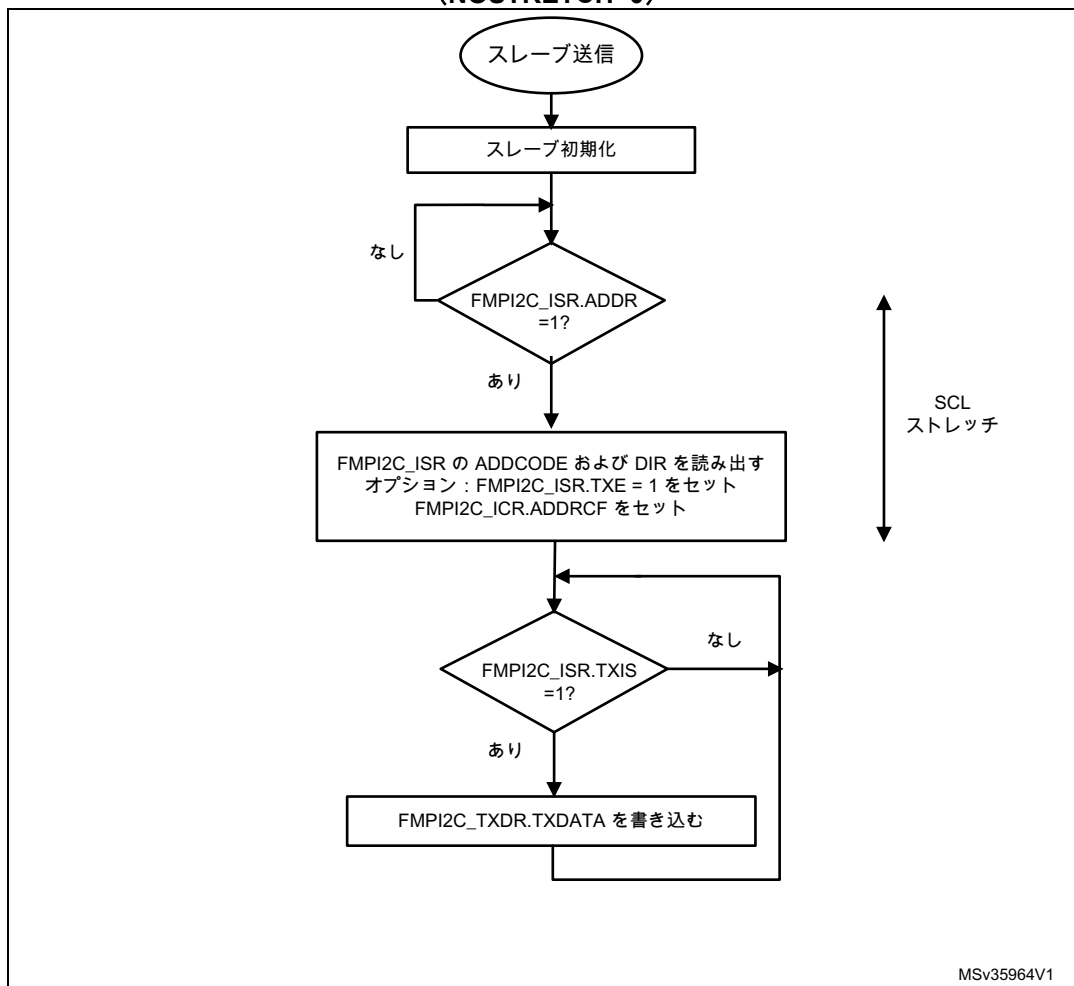 スレーブ送信
スレーブ初期化
なし
FMPI2C_ISR.ADDR
=1?
あり
SCL
ストレッチ
FMPI2C_ISR の ADDCODE および DIR を読み出す
オプション：FMPI2C_ISR.TXE = 1 をセット
FMPI2C_ICR.ADDRCF をセット
なし
FMPI2C_ISR.TXIS
=1?
あり
FMPI2C_TXDR.TXDATA を書き込む
MSv35964V1